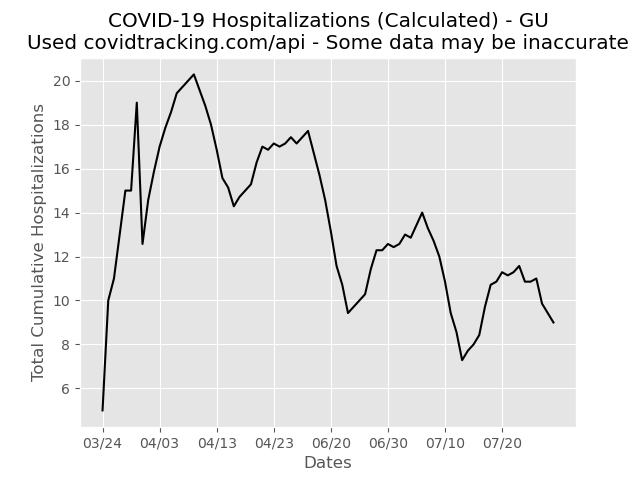 COVID-19 Hospitalizations (Calculated) - GU
Used covidtracking.com/api - Some data may be inaccurate
Total Cumulative Hospitalizations
20
18
16
14
12
10
8
6
03/24 04/03 04/13 04/23 06/20 06/30 07/10 07/20
Dates